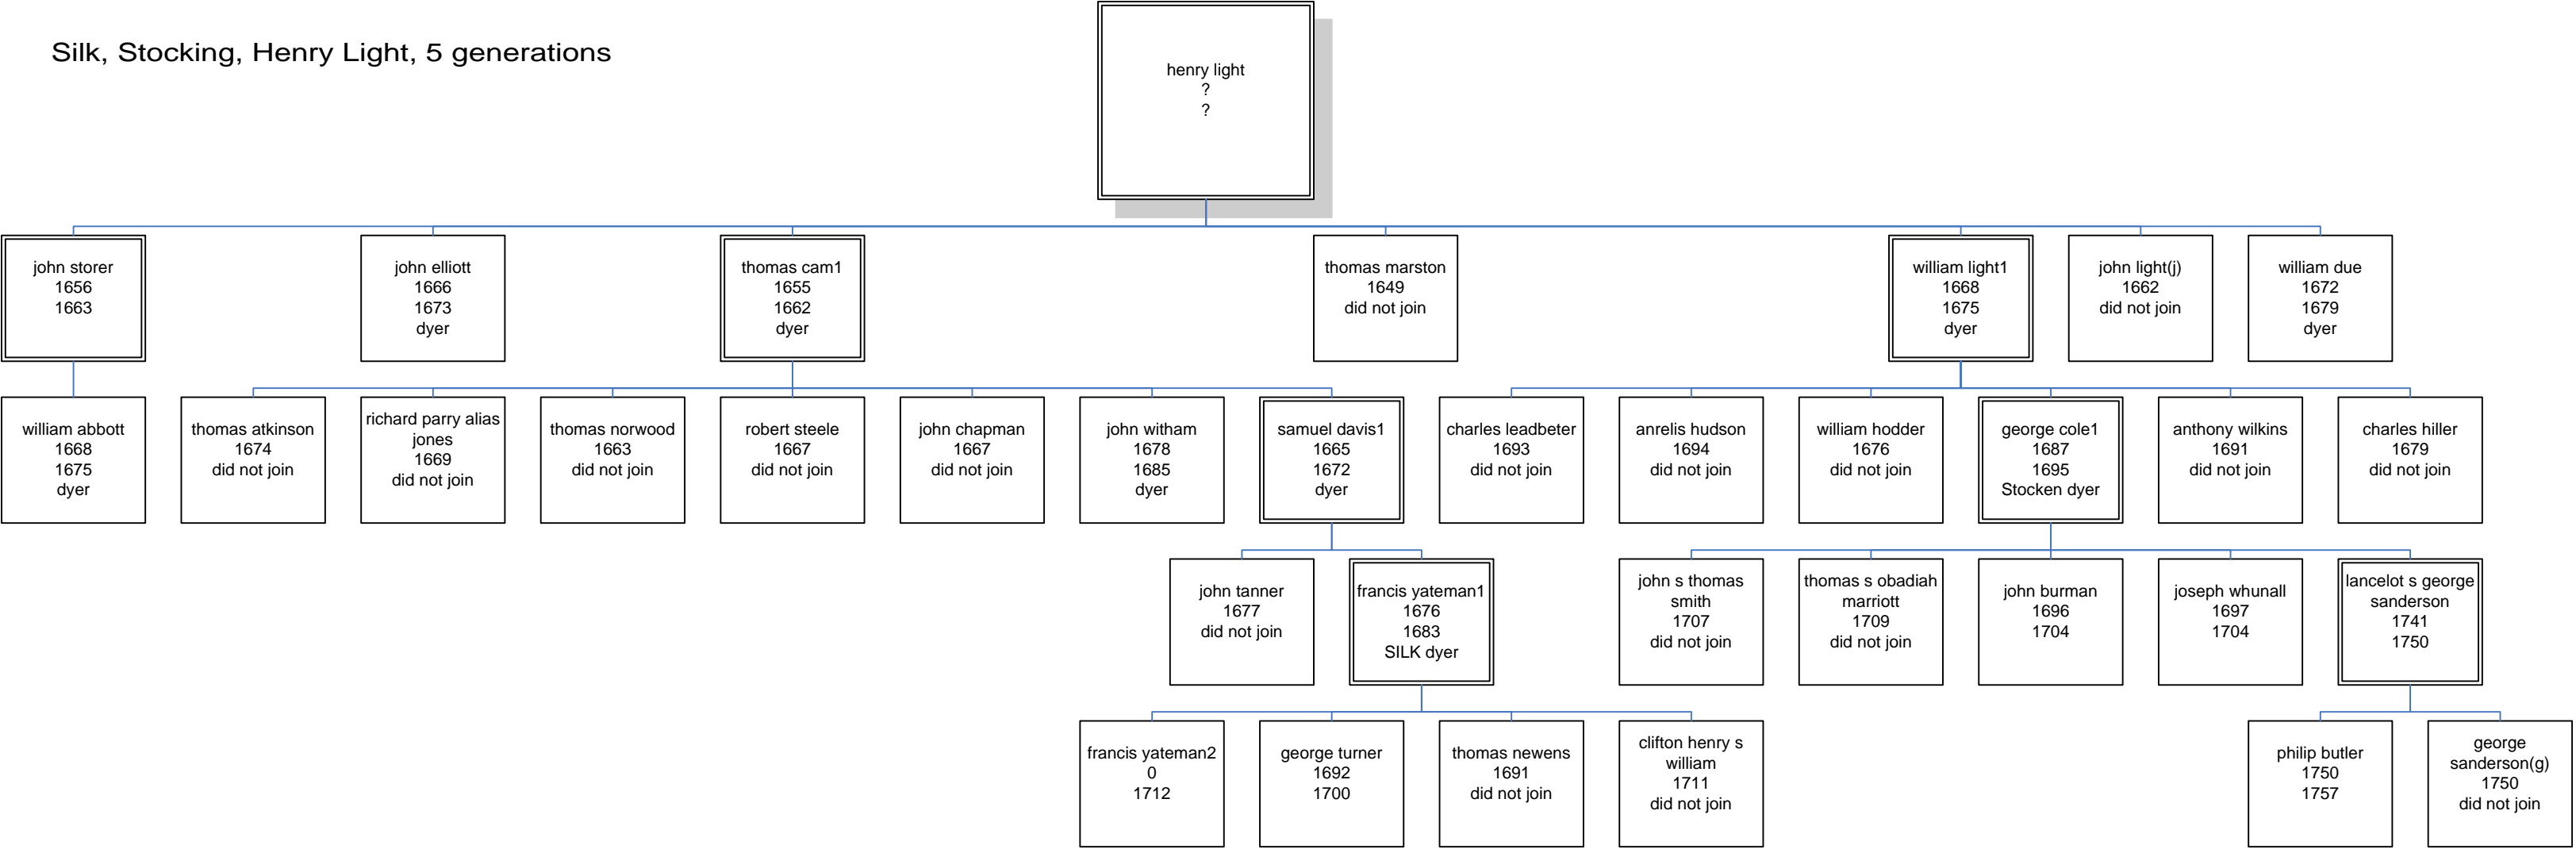 Silk, Stocking, Henry Light, 5 generations
henry light
?
?
john storer
1656
1663
john elliott
1666
1673
dyer
thomas cam1
1655
1662
dyer
thomas marston
1649
did not join
william light1
1668
1675
dyer
john light(j)
1662
did not join
william due
1672
1679
dyer
william abbott
1668
1675
dyer
thomas atkinson
1674
did not join
richard parry alias
jones
1669
did not join
thomas norwood
1663
did not join
robert steele
1667
did not join
john chapman
1667
did not join
john witham
1678
1685
dyer
samuel davis1
1665
1672
dyer
charles leadbeter
1693
did not join
anrelis hudson
1694
did not join
william hodder
1676
did not join
george cole1
1687
1695
Stocken dyer
anthony wilkins
1691
did not join
charles hiller
1679
did not join
john tanner
1677
did not join
francis yateman1
1676
1683
SILK dyer
john s thomas
smith
1707
did not join
thomas s obadiah
marriott
1709
did not join
john burman
1696
1704
joseph whunall
1697
1704
lancelot s george
sanderson
1741
1750
francis yateman2
0
1712
george turner
1692
1700
thomas newens
1691
did not join
clifton henry s
william
1711
did not join
philip butler
1750
1757
george
sanderson(g)
1750
did not join